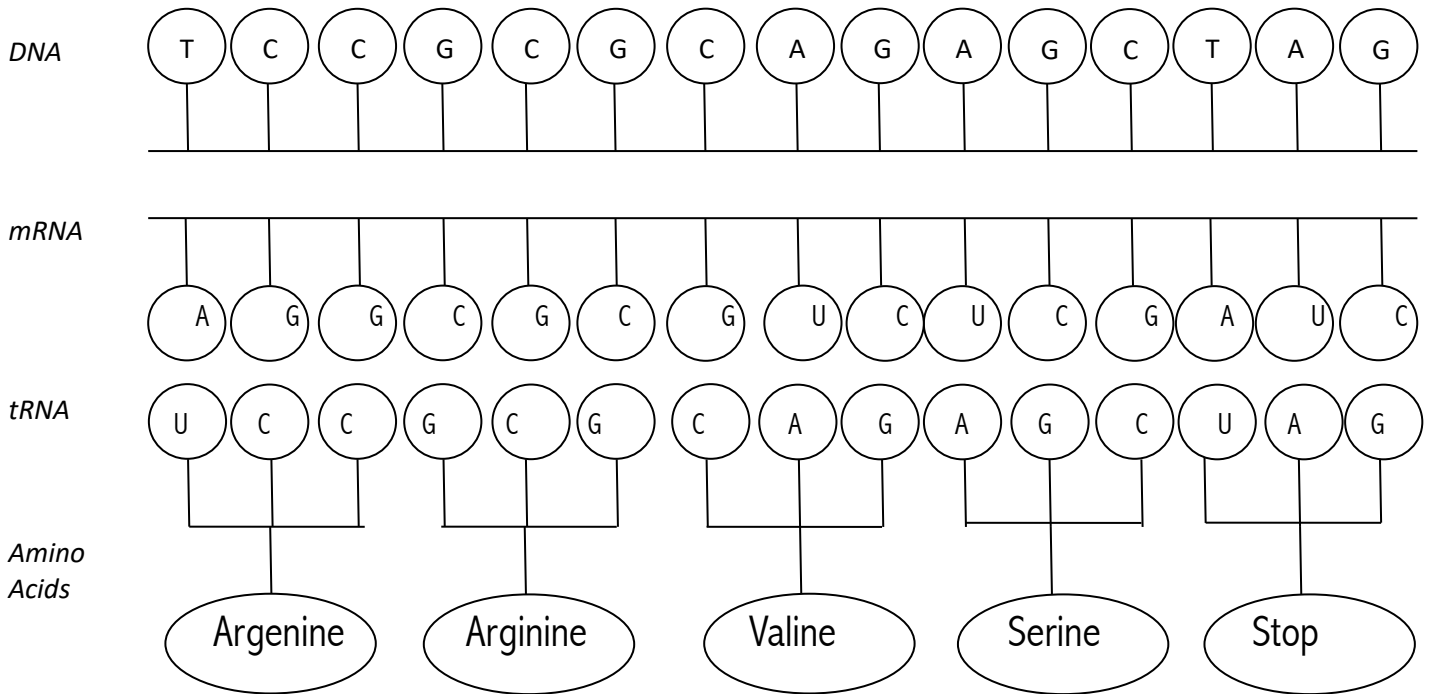 DNA T C C G C G C A G A G C T A G
mRNA
A G G C G C G U C U C G A U C
tRNA U C C G C G C A G A G C U A G
Amino
Acids
Argenine Arginine Valine Serine Stop